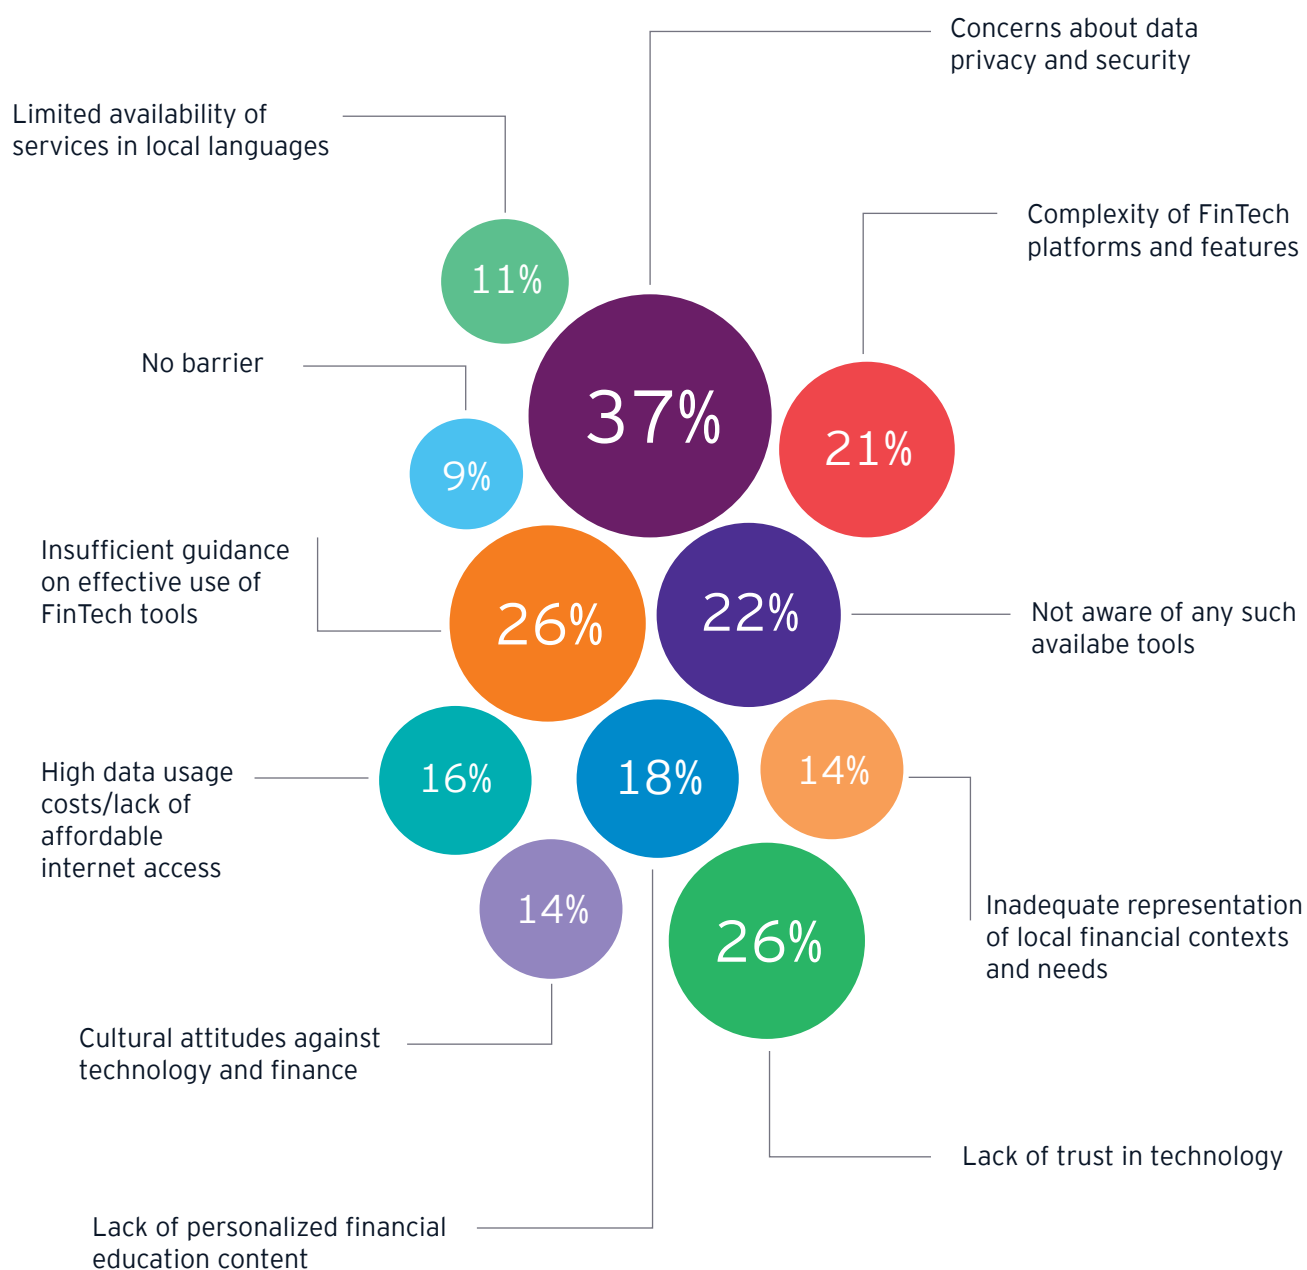 Concerns about data
privacy and security
Limited availability of
services in local languages
Complexity of FinTech
platforms and features
11%
No barrier
37%
21%
9%
Insufficient guidance
on effective use of
FinTech tools
26%
22%
Not aware of any such
availabe tools
High data usage
costs/lack of
affordable
internet access
16%
18%
14%
14%
26%
Inadequate representation
of local financial contexts
and needs
Cultural attitudes against
technology and finance
Lack of trust in technology
Lack of personalized financial
education content